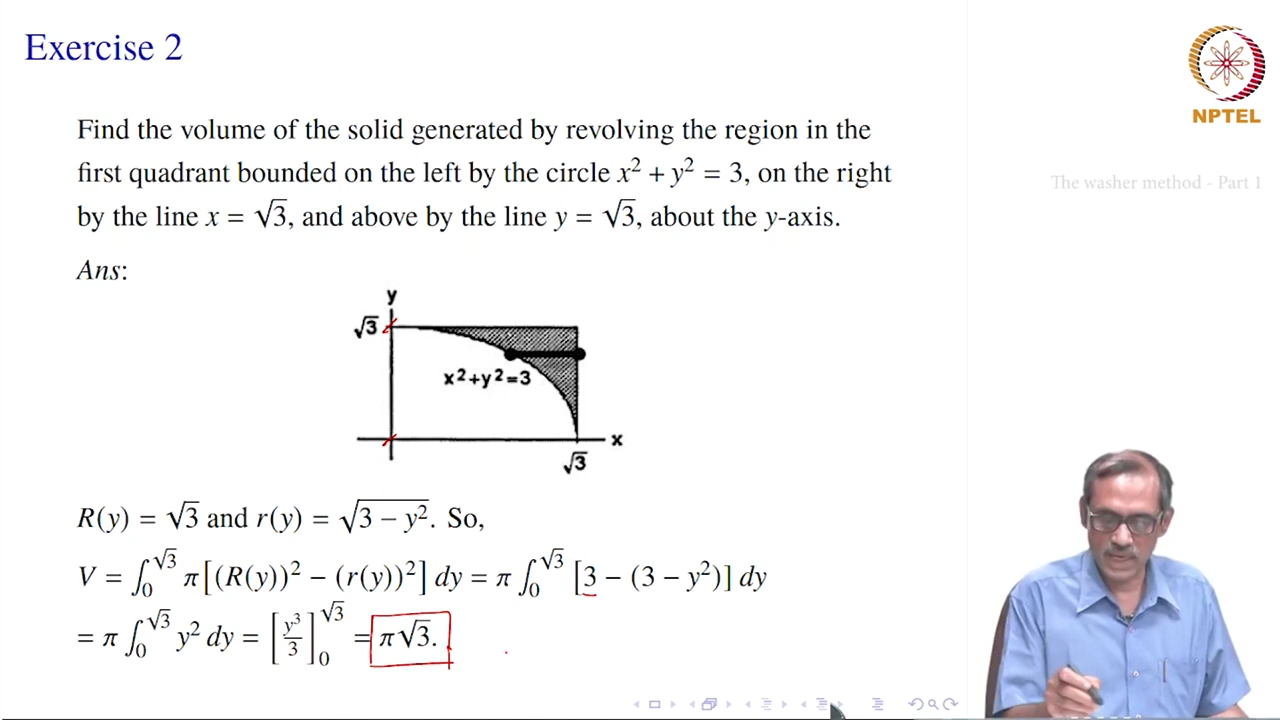 Exercise 2
NPTEL
Find the volume of the solid generated by revolving the region in the
first quadrant bounded on the left by the circle x² + y² = 3, on the right
by the line x = √3, and above by the line y = √3, about the y-axis.
The washer method - Part 1
Ans:
y
√3
x²+y²=3
x
√3
R(y) = √3 and r(y) = √(3 − y²). So,
V = ∫₀^√3 π[(R(y))² − (r(y))²] dy = π ∫₀^√3 [3 − (3 − y²)] dy
= π ∫₀^√3 y² dy = [y³/3]₀^√3 = π√3.